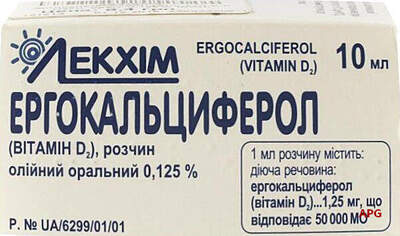 ЛЕКХІМ
ERGOCALCIFEROL
(VITAMIN D₂)
10 мл
ЕРГОКАЛЬЦИФЕРОЛ
(ВІТАМІН D₂), розчин
олійний оральний 0,125 %
1 мл розчину містить:
діюча речовина:
ергокальциферол
(вітамін D₂)...1,25 мг, що
відповідає 50 000 МО
APG
Р. № UA/6299/01/01